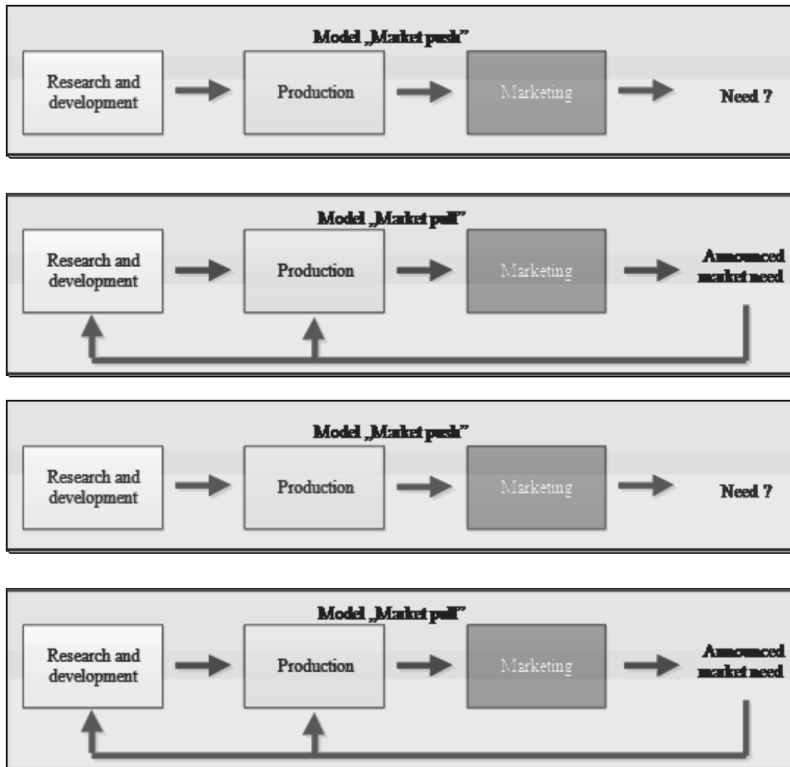 Model „Market push”
Research and
development
Production
Marketing
Need ?
Model „Market pull”
Research and
development
Production
Marketing
Announced
market need
Model „Market push”
Research and
development
Production
Marketing
Need ?
Model „Market pull”
Research and
development
Production
Marketing
Announced
market need